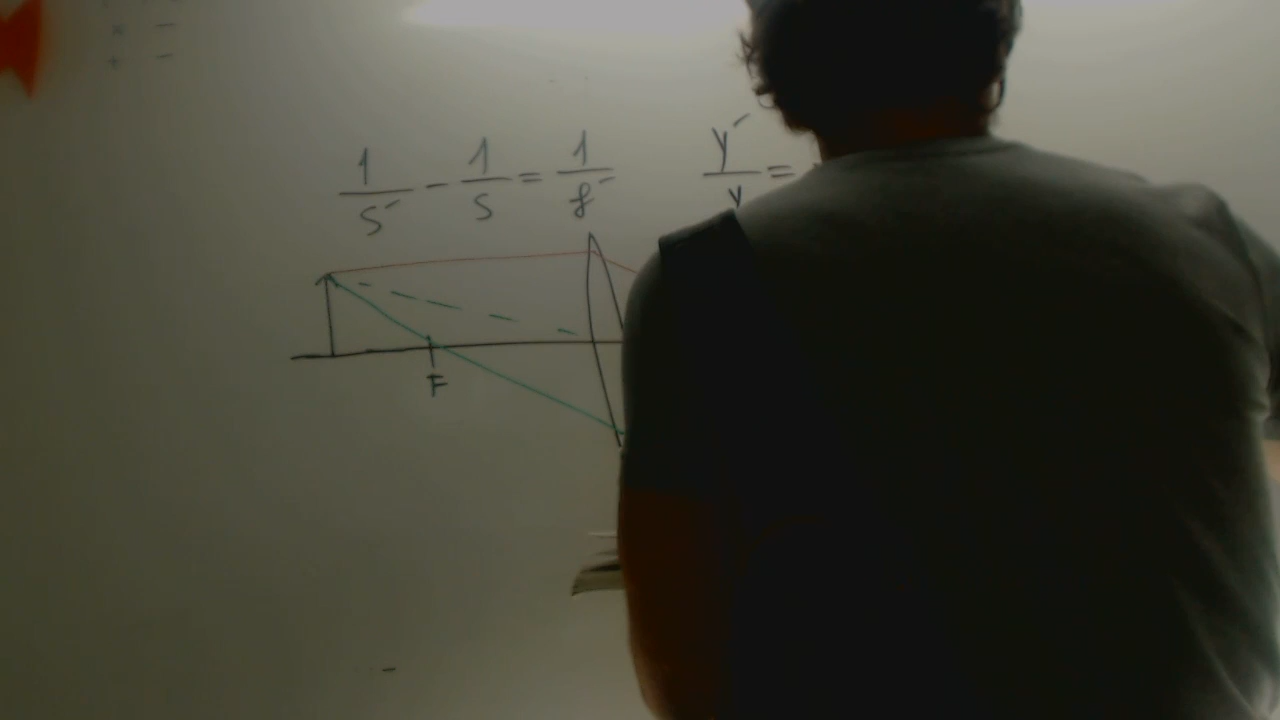 × −
+ −
1/s′ − 1/s = 1/f′   y′/y =
F